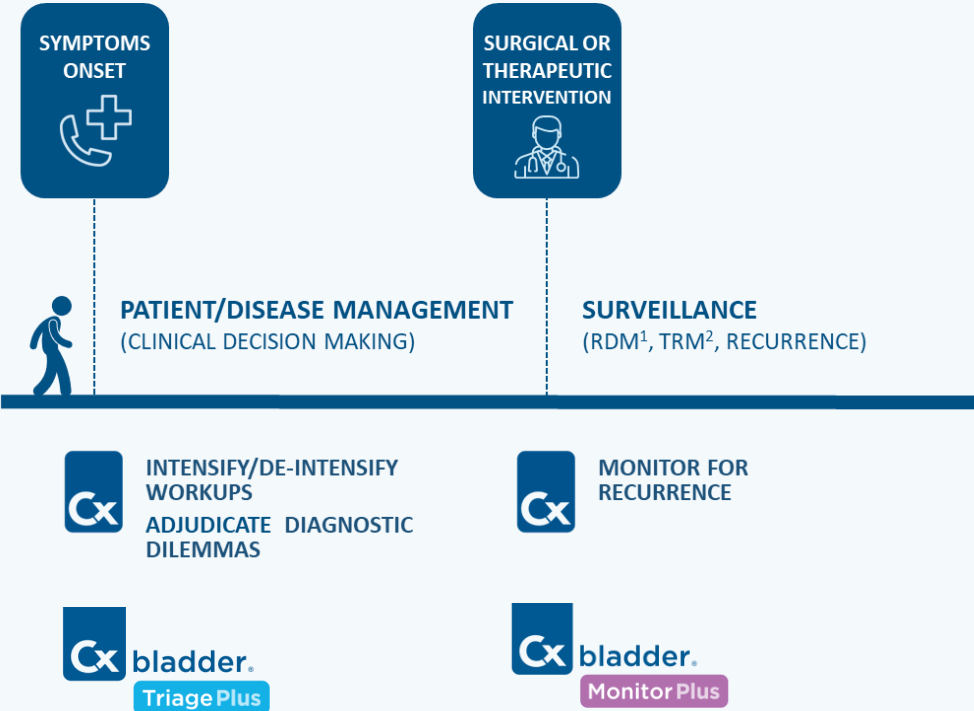 SYMPTOMS
ONSET
SURGICAL OR
THERAPEUTIC
INTERVENTION
PATIENT/DISEASE MANAGEMENT
(CLINICAL DECISION MAKING)
SURVEILLANCE
(RDM¹, TRM², RECURRENCE)
Cx
INTENSIFY/DE-INTENSIFY
WORKUPS
ADJUDICATE DIAGNOSTIC
DILEMMAS
Cx
MONITOR FOR
RECURRENCE
Cx bladder®
Triage Plus
Cx bladder®
Monitor Plus